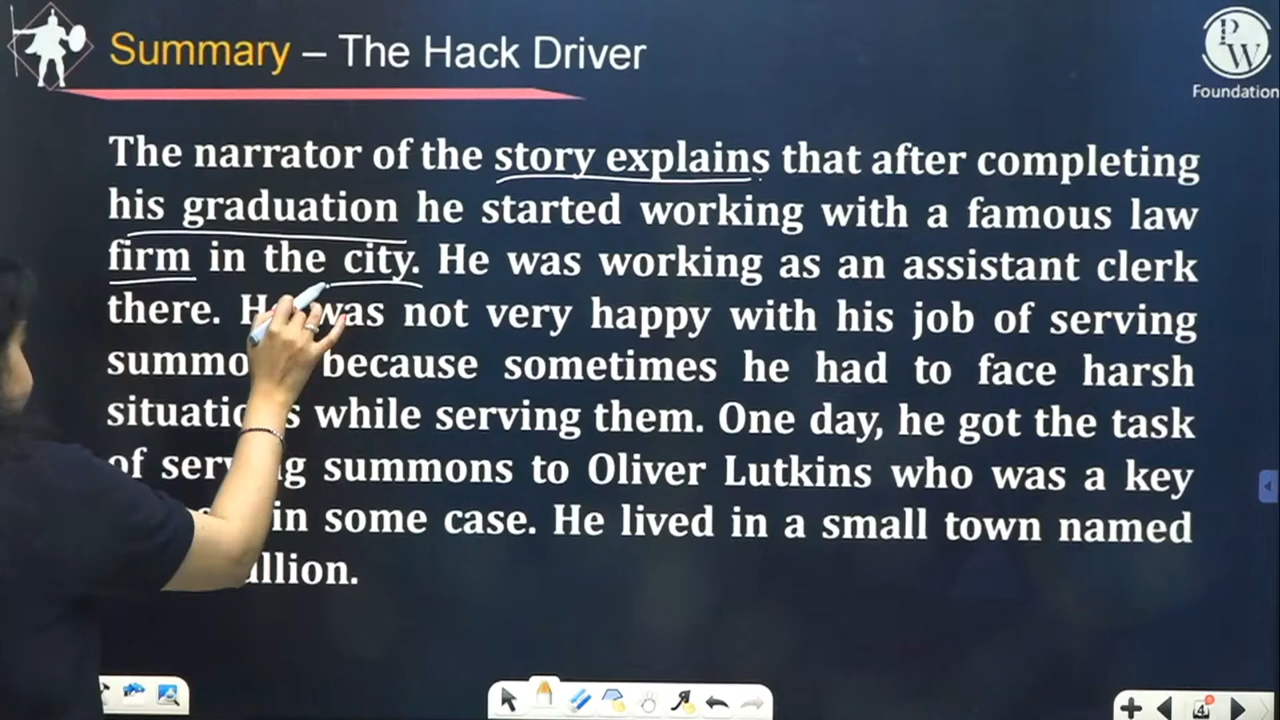 Summary – The Hack Driver
PW
Foundation
The narrator of the story explains that after completing
his graduation he started working with a famous law
firm in the city. He was working as an assistant clerk
there. was not very happy with his job of serving
because sometimes he had to face harsh
while serving them. One day, he got the task
of summons to Oliver Lutkins who was a key
in some case. He lived in a small town named
4